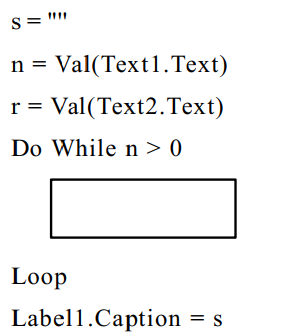 s = ""
n = Val(Text1.Text)
r = Val(Text2.Text)
Do While n > 0
Loop
Label1.Caption = s